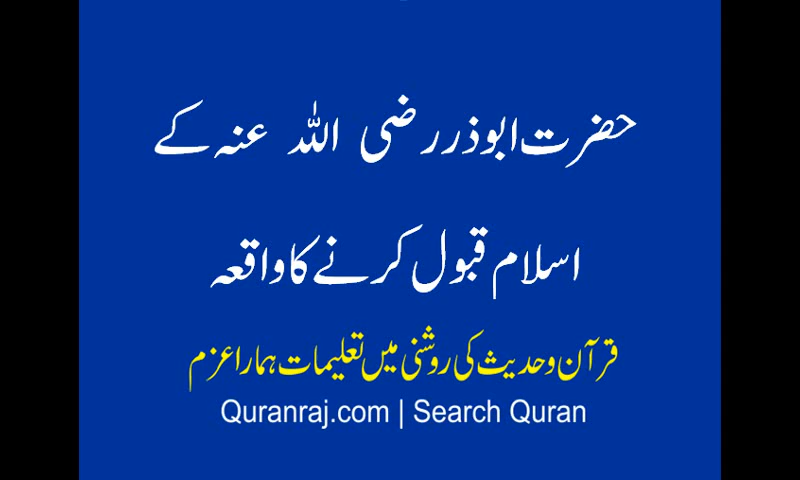 حضرت ابوذر رضی اللہ عنہ کے
اسلام قبول کرنے کا واقعہ
قرآن و حدیث کی روشنی میں تعلیمات ہمارا عزم
Quranraj.com | Search Quran